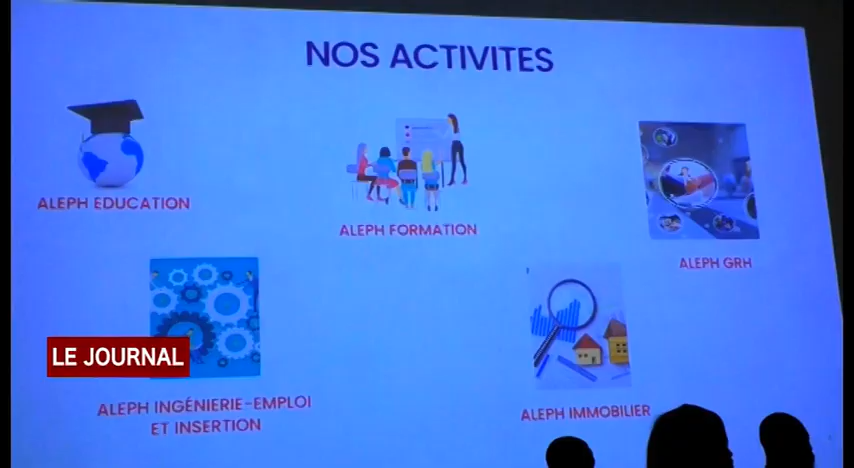 NOS ACTIVITES
ALEPH EDUCATION
ALEPH FORMATION
ALEPH GRH
LE JOURNAL
ALEPH INGÉNIERIE-EMPLOI
ET INSERTION
ALEPH IMMOBILIER